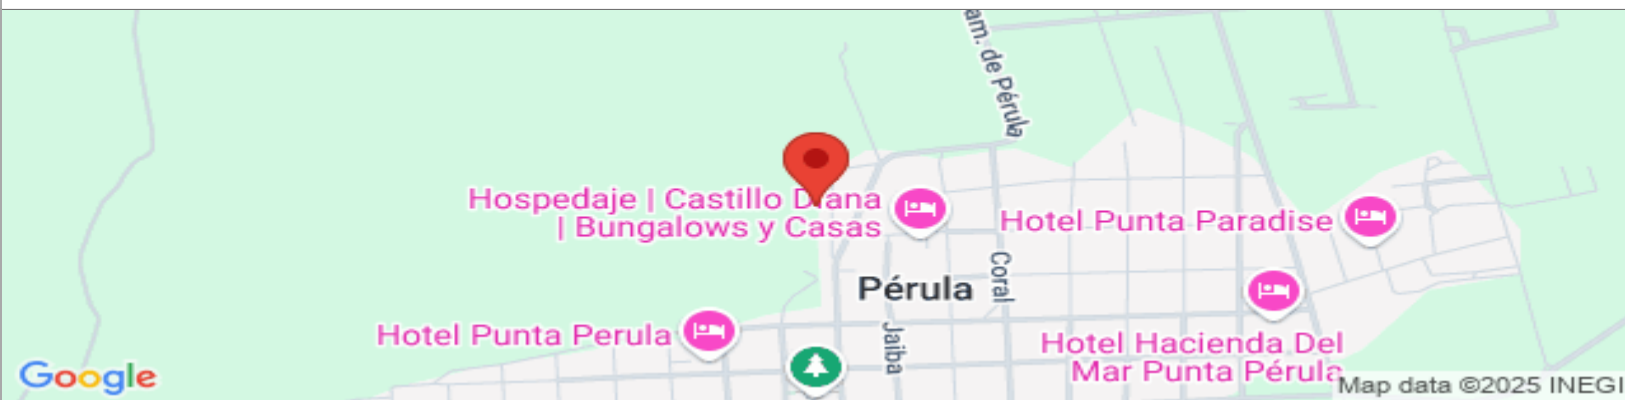 am. de Pérula
Hospedaje | Castillo Diana
| Bungalows y Casas
Hotel Punta Paradise
Coral
Pérula
Jaiba
Hotel Punta Perula
Hotel Hacienda Del
Mar Punta Pérula
Google
Map data ©2025 INEGI